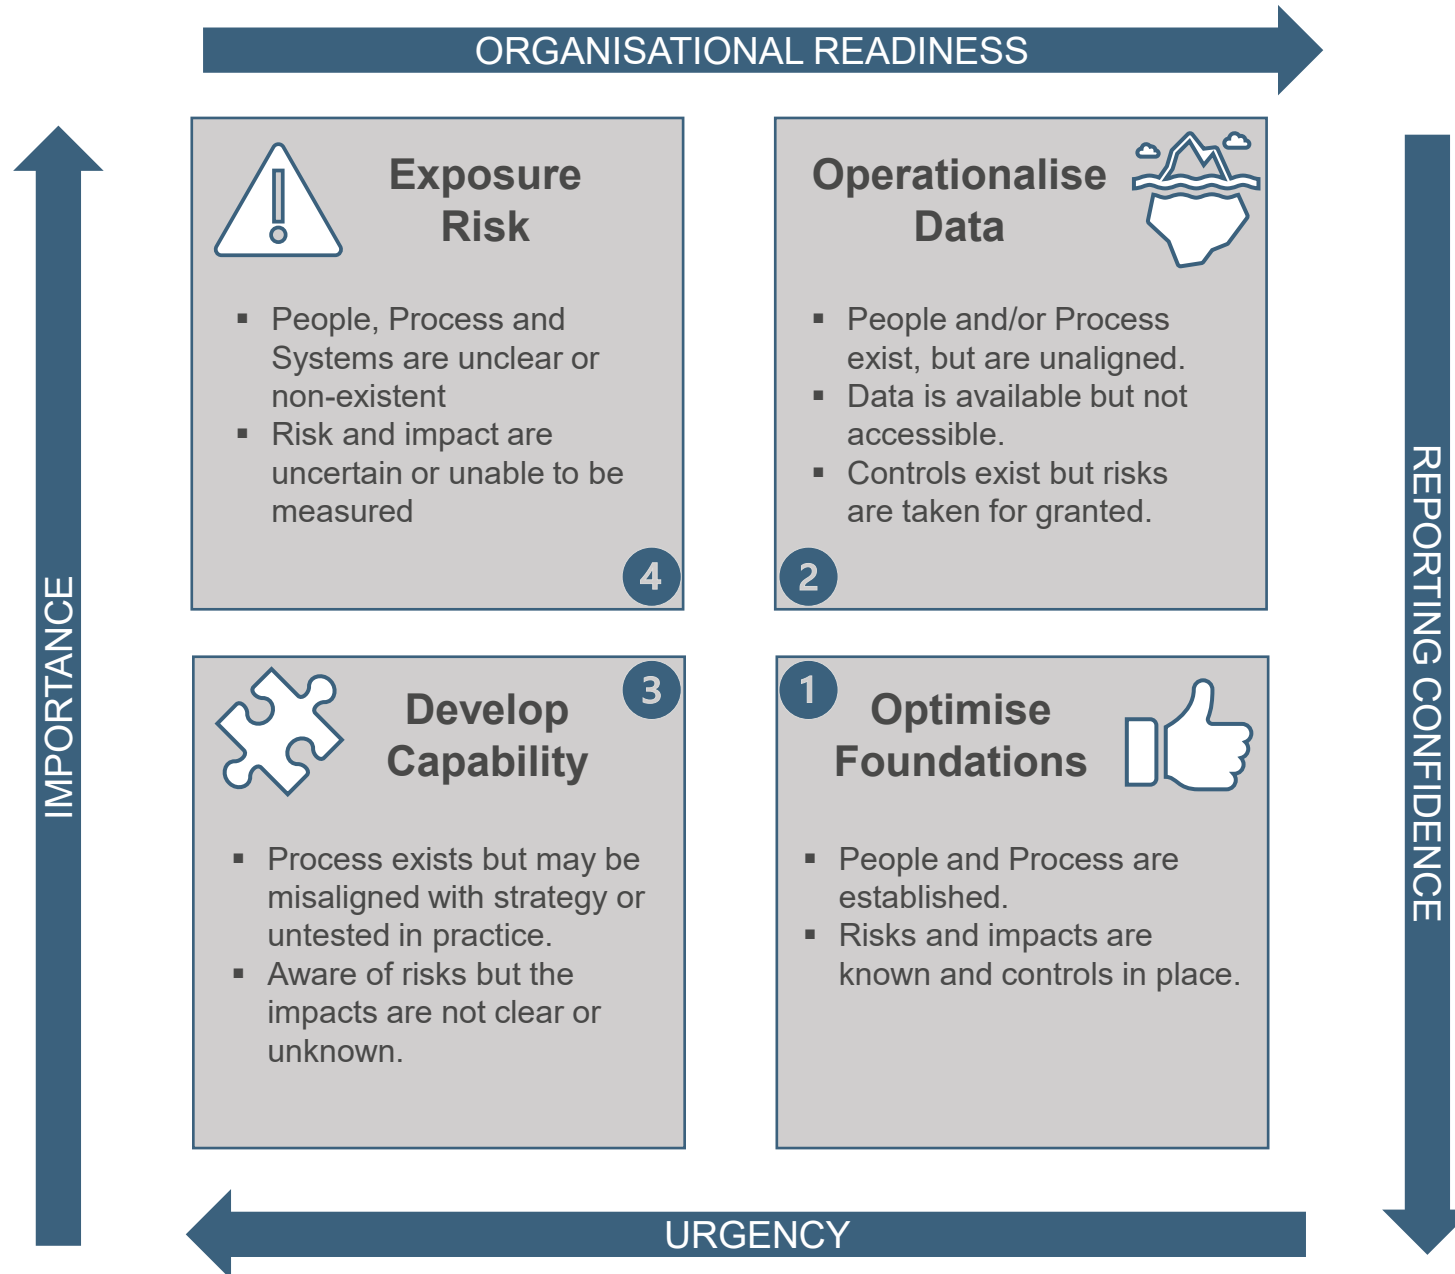 ORGANISATIONAL READINESS
IMPORTANCE
Exposure
Risk
▪ People, Process and
Systems are unclear or
non-existent
▪ Risk and impact are
uncertain or unable to be
measured
4
Operationalise
Data
▪ People and/or Process
exist, but are unaligned.
▪ Data is available but not
accessible.
▪ Controls exist but risks
are taken for granted.
2
Develop
Capability
3
▪ Process exists but may be
misaligned with strategy or
untested in practice.
▪ Aware of risks but the
impacts are not clear or
unknown.
1
Optimise
Foundations
▪ People and Process are
established.
▪ Risks and impacts are
known and controls in place.
REPORTING CONFIDENCE
URGENCY